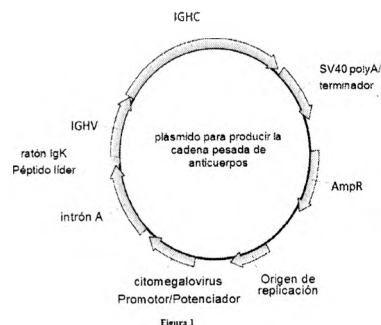 IGHC
SV40 polyA/
terminador
IGHV
plásmido para producir la
cadena pesada de
anticuerpos
ratón IgK
Péptido líder
AmpR
intrón A
citomegalovirus
Promotor/Potenciador
Origen de
replicación
Figura 1